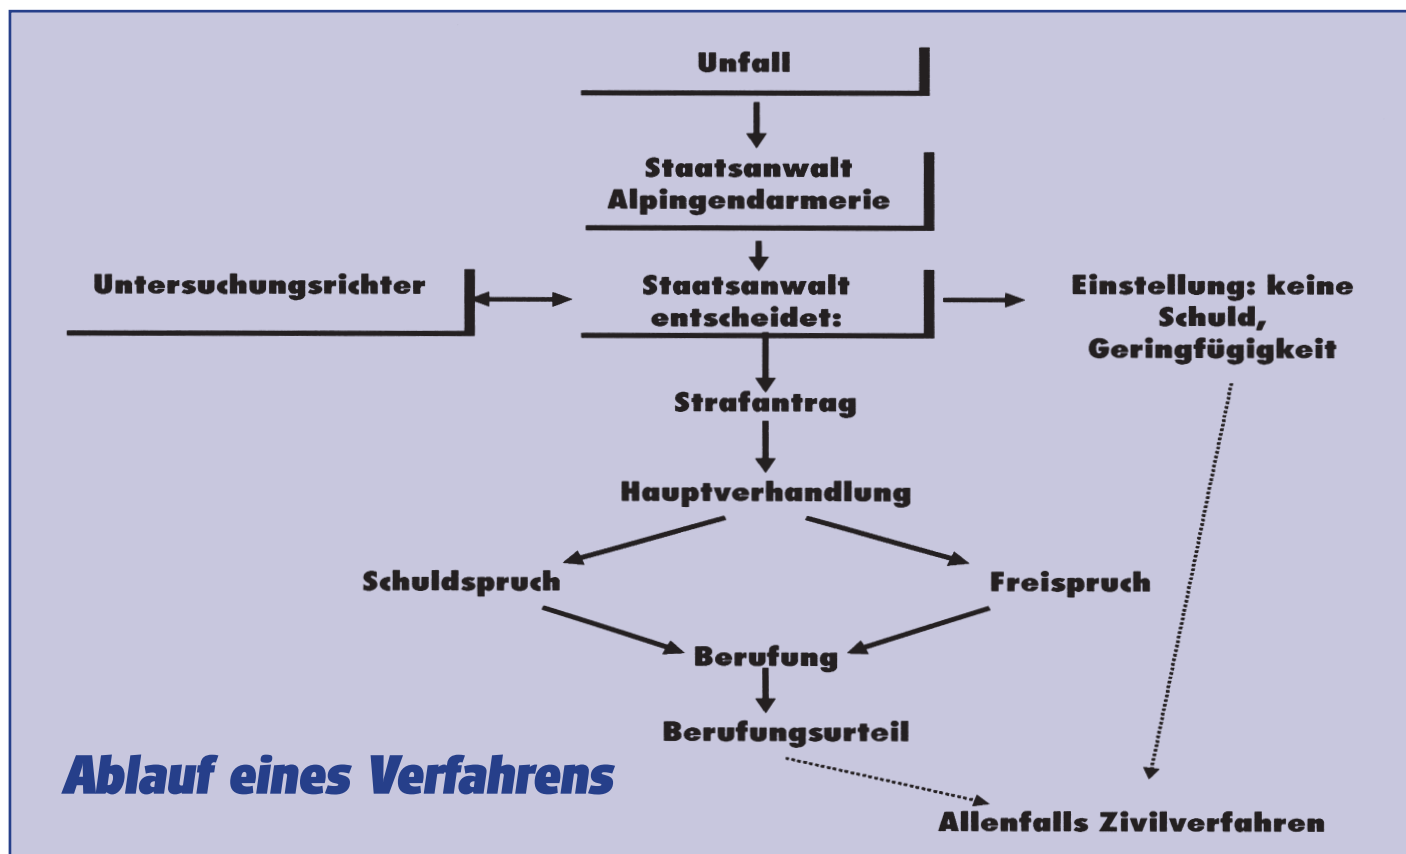 Unfall
Staatsanwalt
Alpingendarmerie
Untersuchungsrichter
Staatsanwalt
entscheidet:
Einstellung: keine
Schuld,
Geringfügigkeit
Strafantrag
Hauptverhandlung
Schuldspruch
Freispruch
Berufung
Berufungsurteil
Ablauf eines Verfahrens
Allenfalls Zivilverfahren